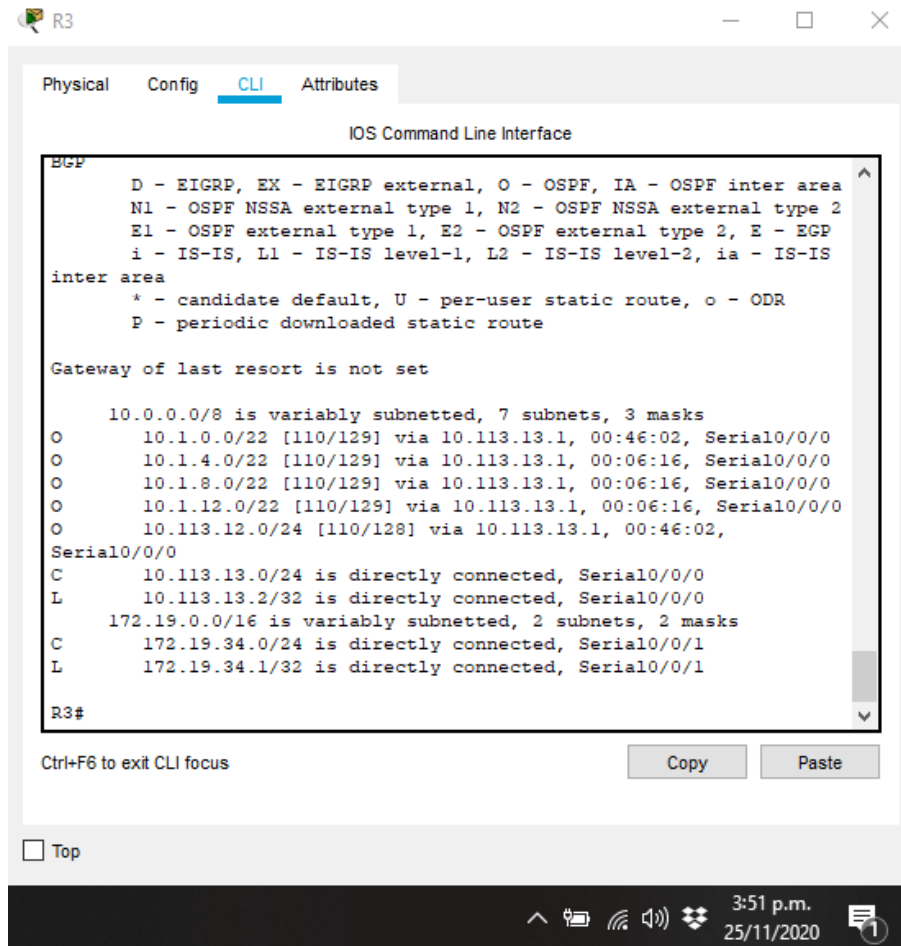 R3
Physical Config CLI Attributes
IOS Command Line Interface
BGP
D - EIGRP, EX - EIGRP external, O - OSPF, IA - OSPF inter area
N1 - OSPF NSSA external type 1, N2 - OSPF NSSA external type 2
E1 - OSPF external type 1, E2 - OSPF external type 2, E - EGP
i - IS-IS, L1 - IS-IS level-1, L2 - IS-IS level-2, ia - IS-IS
inter area
* - candidate default, U - per-user static route, o - ODR
P - periodic downloaded static route
Gateway of last resort is not set
10.0.0.0/8 is variably subnetted, 7 subnets, 3 masks
O 10.1.0.0/22 [110/129] via 10.113.13.1, 00:46:02, Serial0/0/0
O 10.1.4.0/22 [110/129] via 10.113.13.1, 00:06:16, Serial0/0/0
O 10.1.8.0/22 [110/129] via 10.113.13.1, 00:06:16, Serial0/0/0
O 10.1.12.0/22 [110/129] via 10.113.13.1, 00:06:16, Serial0/0/0
O 10.113.12.0/24 [110/128] via 10.113.13.1, 00:46:02,
Serial0/0/0
C 10.113.13.0/24 is directly connected, Serial0/0/0
L 10.113.13.2/32 is directly connected, Serial0/0/0
172.19.0.0/16 is variably subnetted, 2 subnets, 2 masks
C 172.19.34.0/24 is directly connected, Serial0/0/1
L 172.19.34.1/32 is directly connected, Serial0/0/1
R3#
Ctrl+F6 to exit CLI focus
Copy Paste
Top
3:51 p.m.
25/11/2020
1